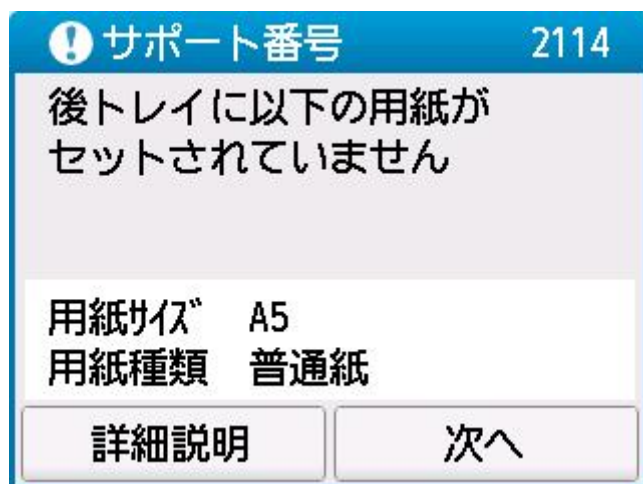 サポート番号 2114
後トレイに以下の用紙が
セットされていません
用紙ｻｲｽﾞ A5
用紙種類 普通紙
詳細説明 次へ